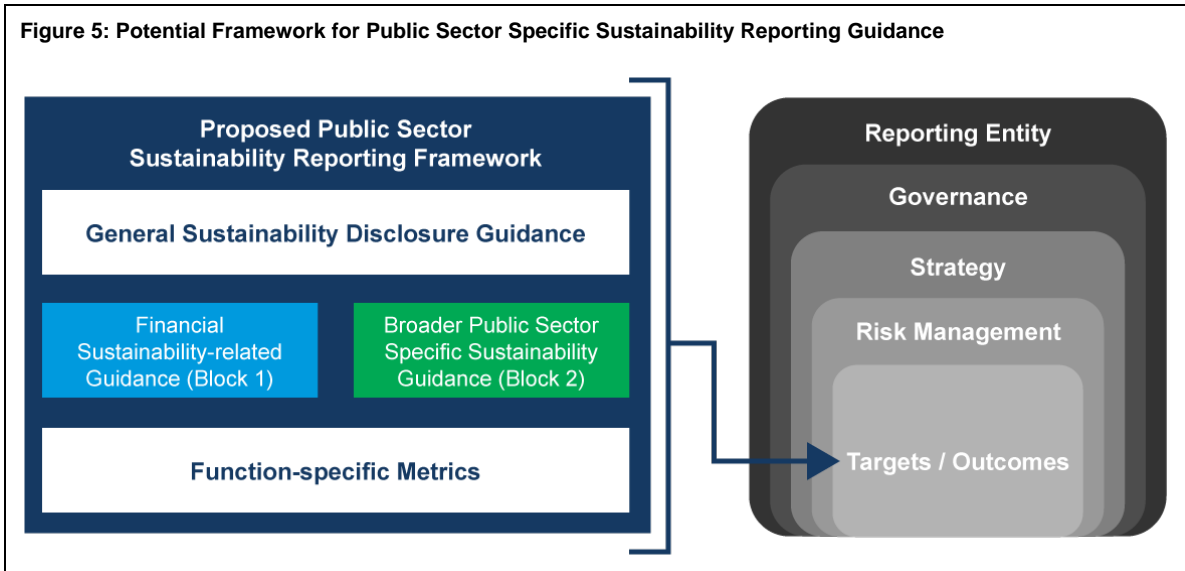 Figure 5: Potential Framework for Public Sector Specific Sustainability Reporting Guidance
Proposed Public Sector
Sustainability Reporting Framework
General Sustainability Disclosure Guidance
Financial
Sustainability-related
Guidance (Block 1)
Broader Public Sector
Specific Sustainability
Guidance (Block 2)
Function-specific Metrics
Reporting Entity
Governance
Strategy
Risk Management
Targets / Outcomes